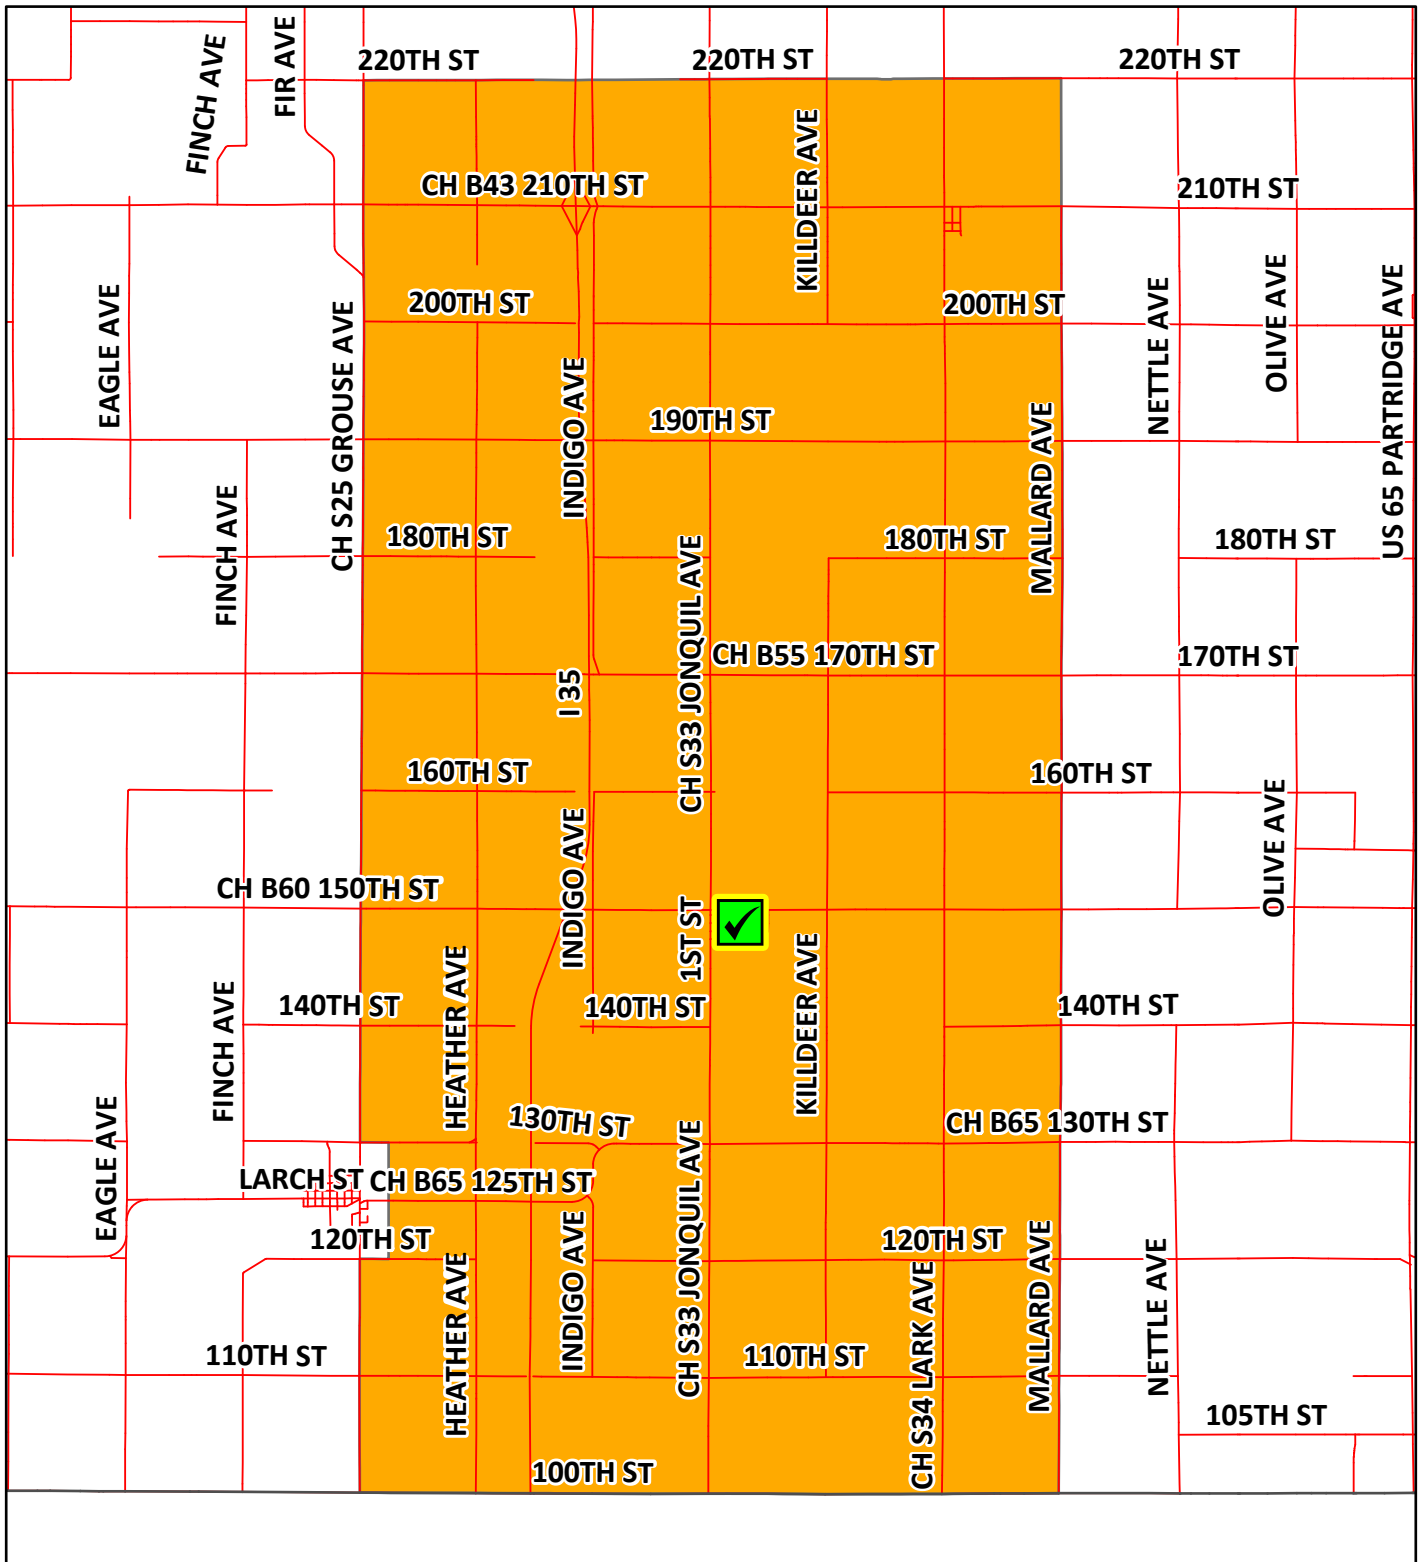 FINCH AVE
FIR AVE
220TH ST
220TH ST
220TH ST
KILLDEER AVE
CH B43 210TH ST
210TH ST
EAGLE AVE
CH S25 GROUSE AVE
200TH ST
200TH ST
NETTLE AVE
OLIVE AVE
US 65 PARTRIDGE AVE
INDIGO AVE
190TH ST
MALLARD AVE
FINCH AVE
180TH ST
180TH ST
180TH ST
CH S33 JONQUIL AVE
CH B55 170TH ST
170TH ST
I 35
160TH ST
160TH ST
INDIGO AVE
OLIVE AVE
CH B60 150TH ST
1ST ST
KILLDEER AVE
HEATHER AVE
FINCH AVE
140TH ST
140TH ST
140TH ST
EAGLE AVE
130TH ST
CH B65 130TH ST
CH S33 JONQUIL AVE
LARCH ST
CH B65 125TH ST
120TH ST
120TH ST
INDIGO AVE
HEATHER AVE
CH S34 LARK AVE
MALLARD AVE
NETTLE AVE
110TH ST
110TH ST
105TH ST
100TH ST